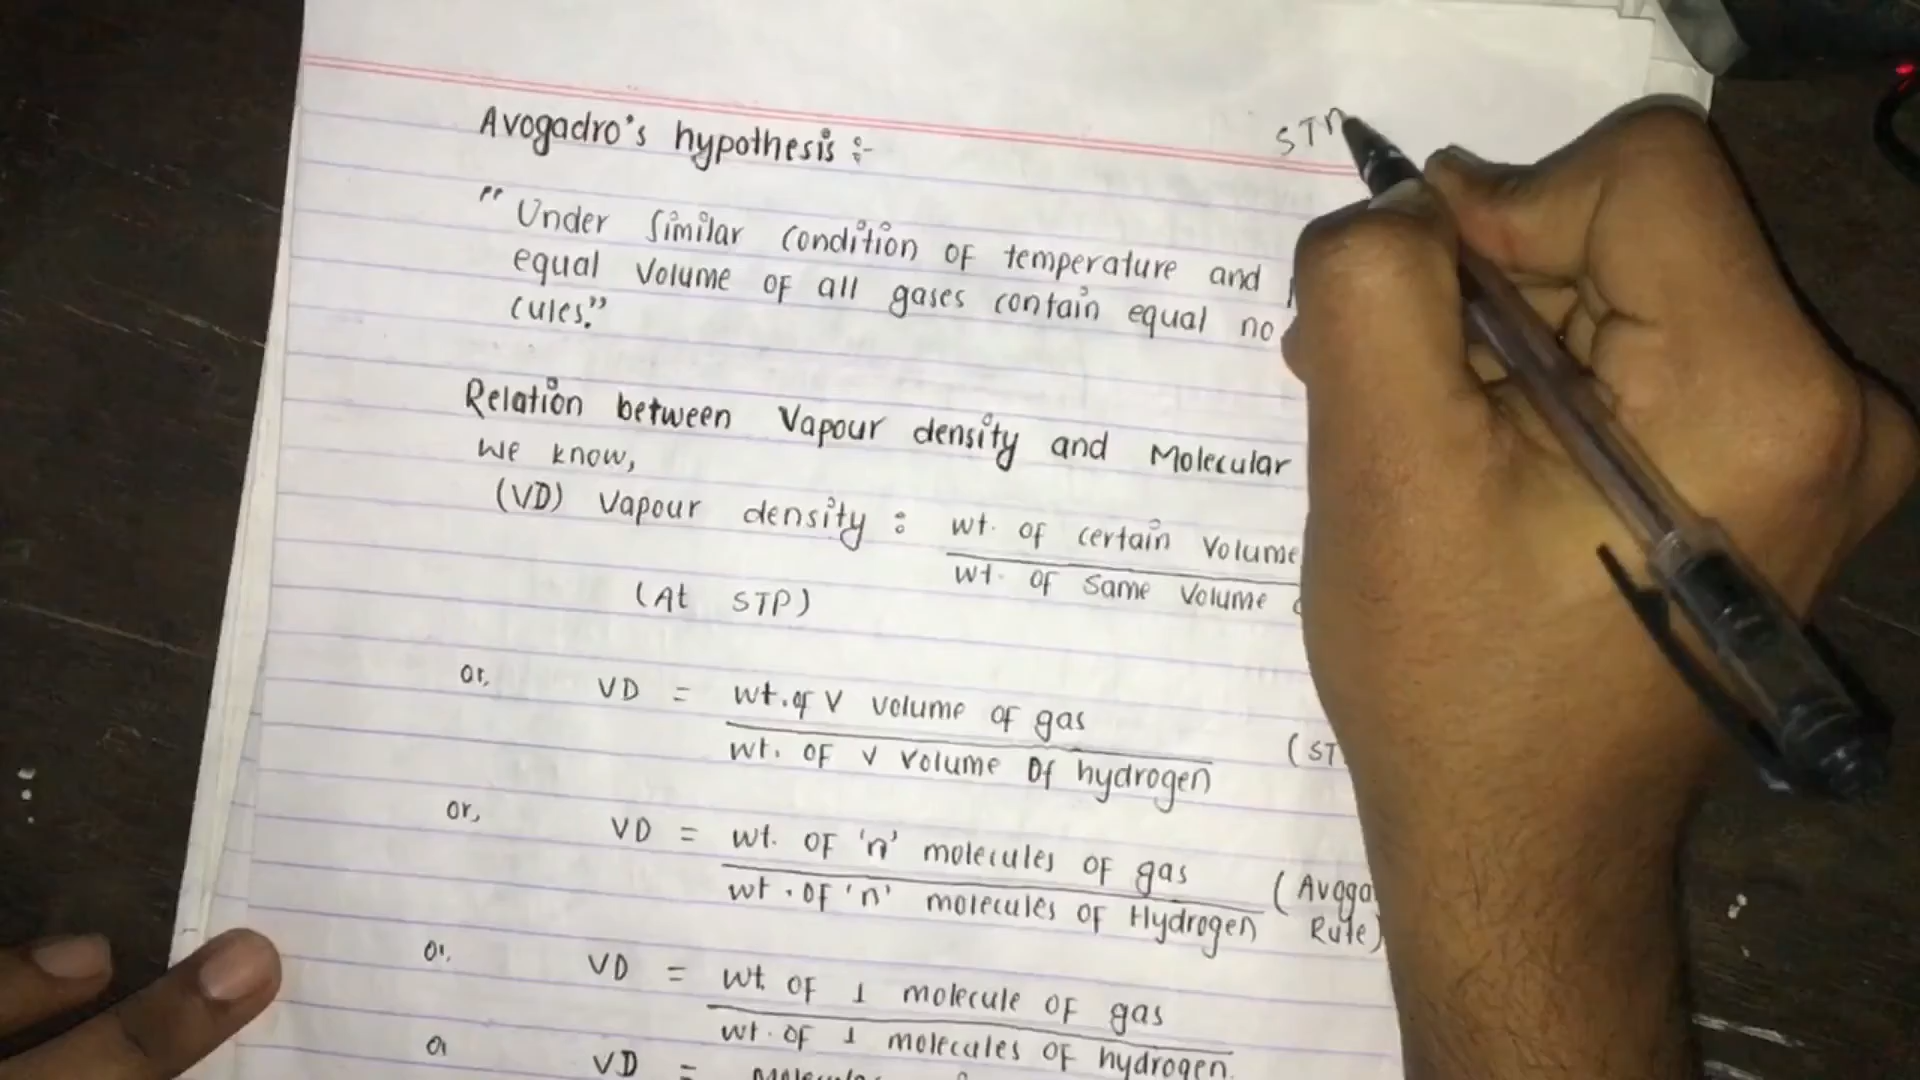 STP
Avogadro's hypothesis :-
" Under Similar Condition OF temperature and
equal Volume OF all gases contain equal no
cules."
Relation between Vapour density and Molecular
we know,
(VD) Vapour density : wt. OF certain Volume
wt. OF Same Volume
(At STP)
or, VD = wt. of V volume OF gas
wt. OF V volume Of hydrogen (ST
or, VD = wt. OF 'n' molecules OF gas (Avoga
wt. OF 'n' molecules OF Hydrogen Rule)
or, VD = wt. OF 1 molecule OF gas
wt. OF 1 molecules OF hydrogen.
VD =